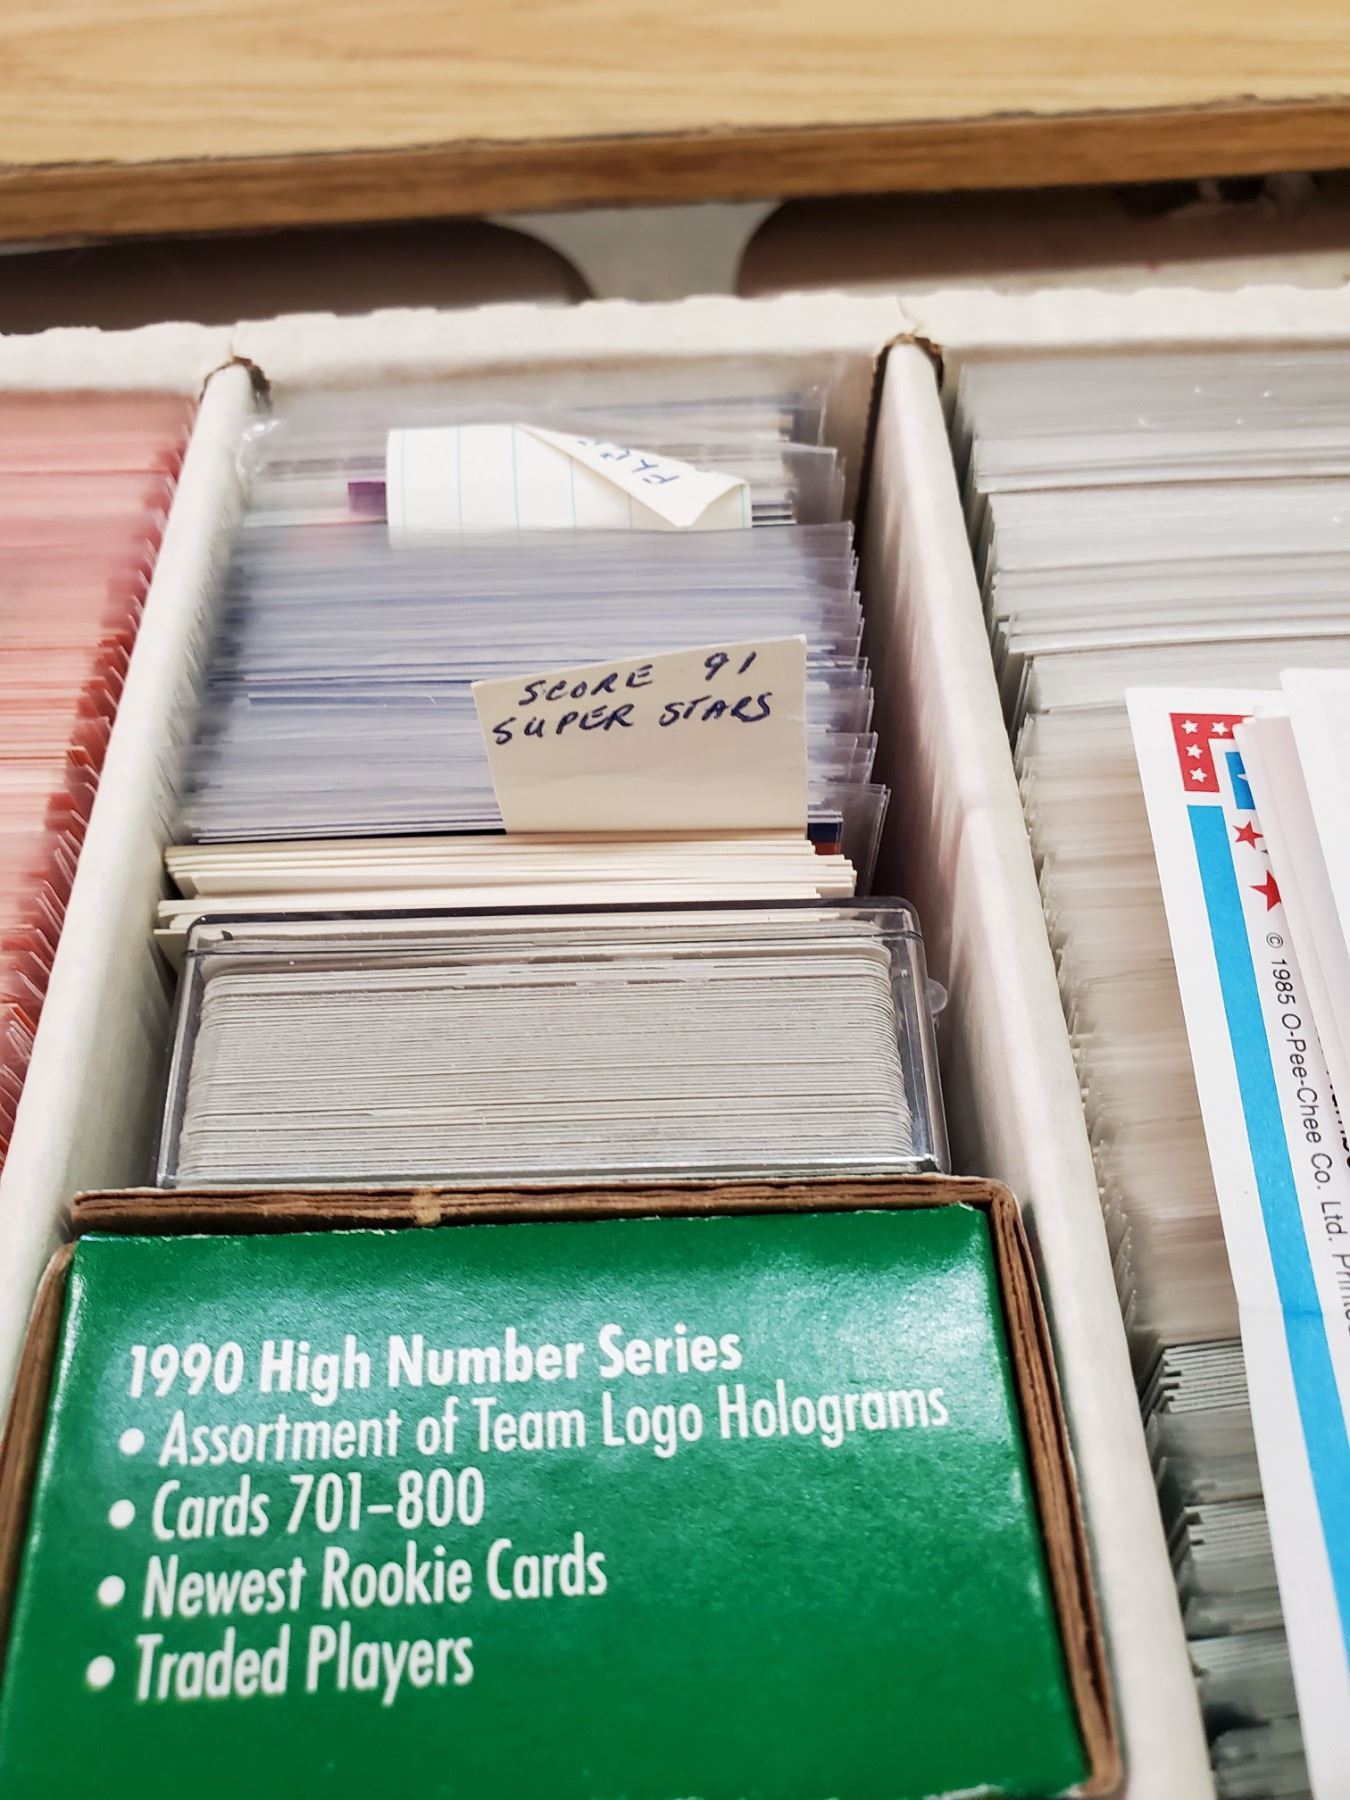 SCORE 91
SUPER STARS
1990 High Number Series
• Assortment of Team Logo Holograms
• Cards 701–800
• Newest Rookie Cards
• Traded Players
© 1985 O-Pee-Chee Co. Ltd.